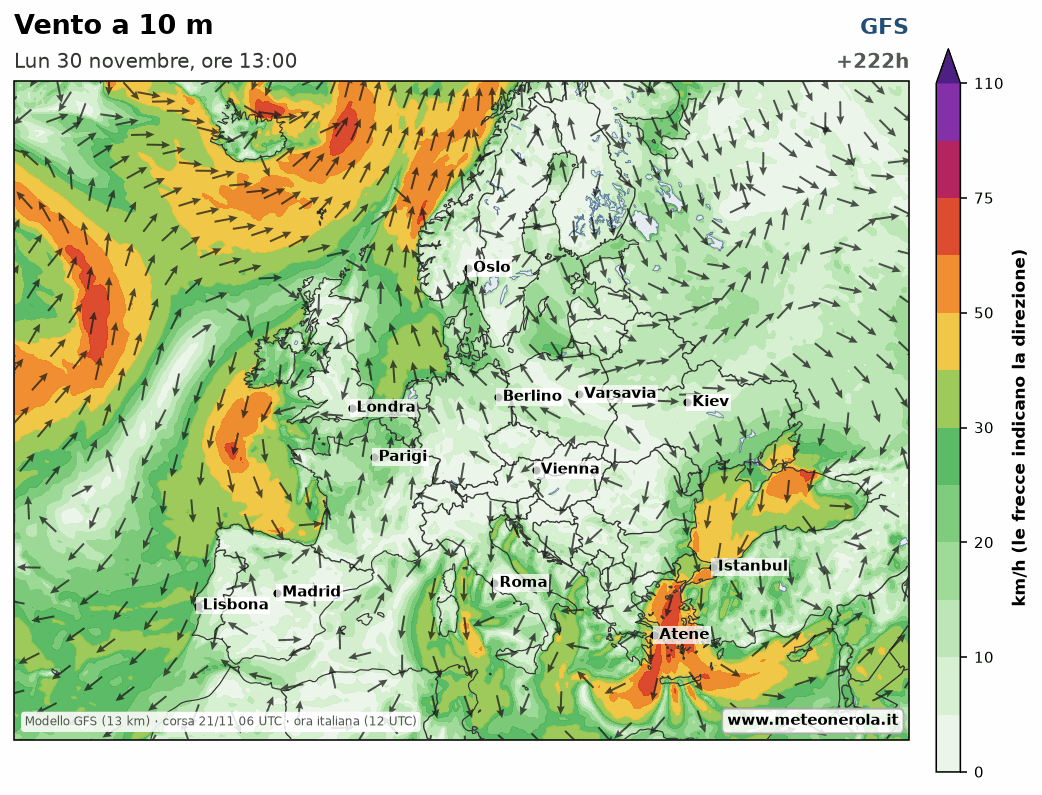 Vento a 10 m
GFS
Lun 30 novembre, ore 13:00
+222h
Oslo
Londra
Berlino
Varsavia
Kiev
Parigi
Vienna
Istanbul
Roma
Madrid
Lisbona
Atene
Modello GFS (13 km) · corsa 21/11 06 UTC · ora italiana (12 UTC)
www.meteonerola.it
110
75
50
30
20
10
0
km/h (le frecce indicano la direzione)